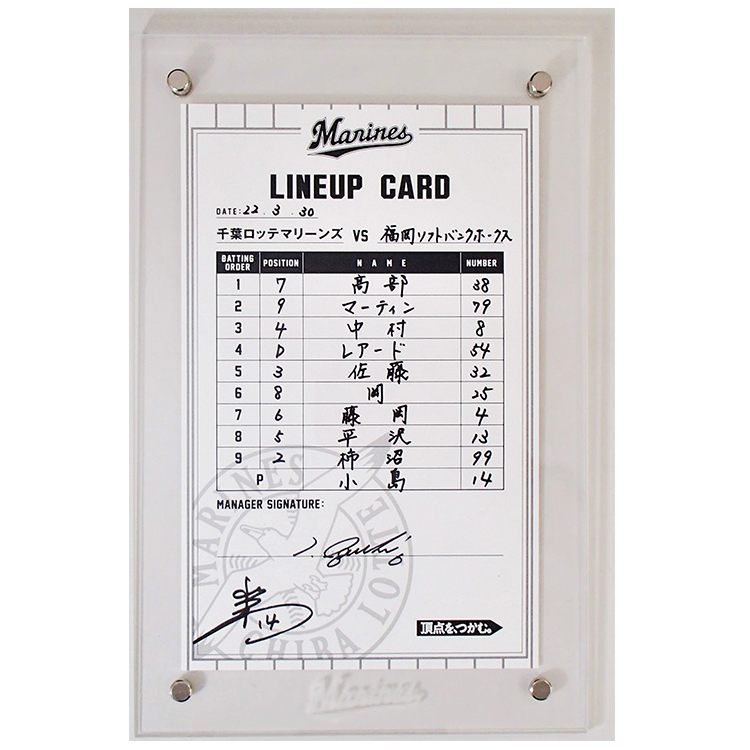 Marines
LINEUP CARD
DATE: 22 . 3 . 30
千葉ロッテマリーンズ VS 福岡ソフトバンクホークス
BATTING ORDER POSITION NAME NUMBER
1 7 髙部 38
2 9 マーティン 79
3 4 中村 8
4 D レアード 54
5 3 佐藤 32
6 8 岡 25
7 6 藤岡 4
8 5 平沢 13
9 2 柿沼 99
P 小島 14
MANAGER SIGNATURE:
14
頂点を、つかむ。
MARINES
CHIBA LOTTE
Marines